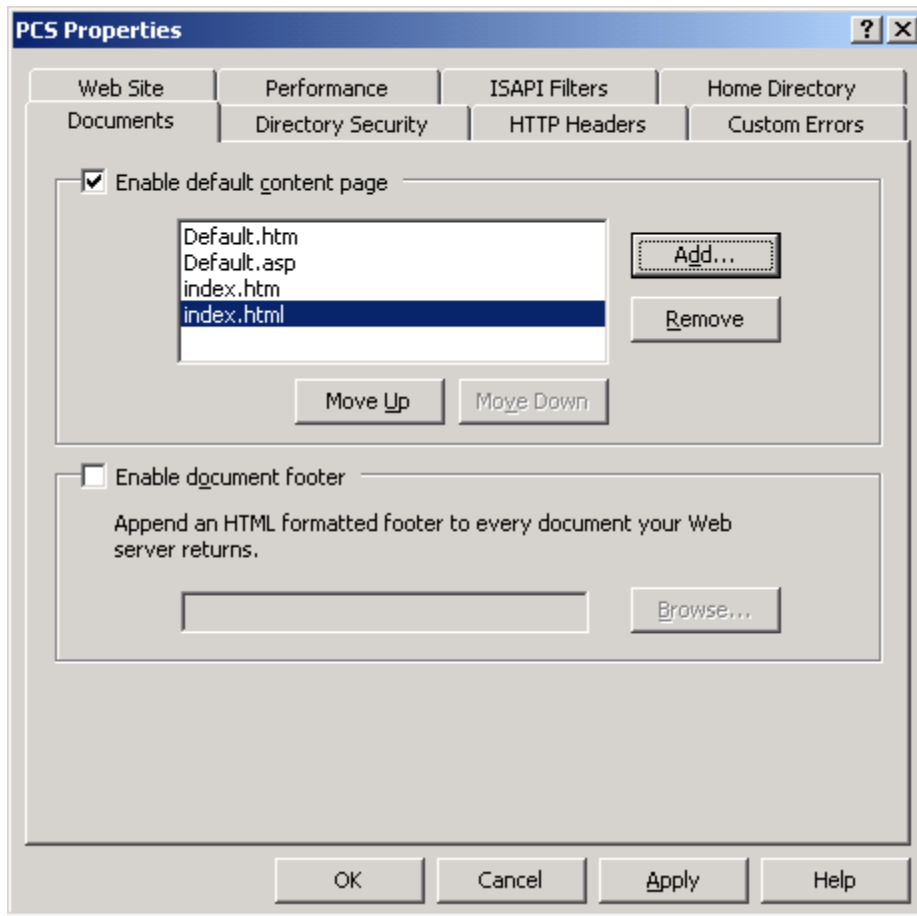 PCS Properties
Web Site
Performance
ISAPI Filters
Home Directory
Documents
Directory Security
HTTP Headers
Custom Errors
Enable default content page
Default.htm
Default.asp
index.htm
index.html
Add...
Remove
Move Up
Move Down
Enable document footer
Append an HTML formatted footer to every document your Web
server returns.
Browse...
OK
Cancel
Apply
Help